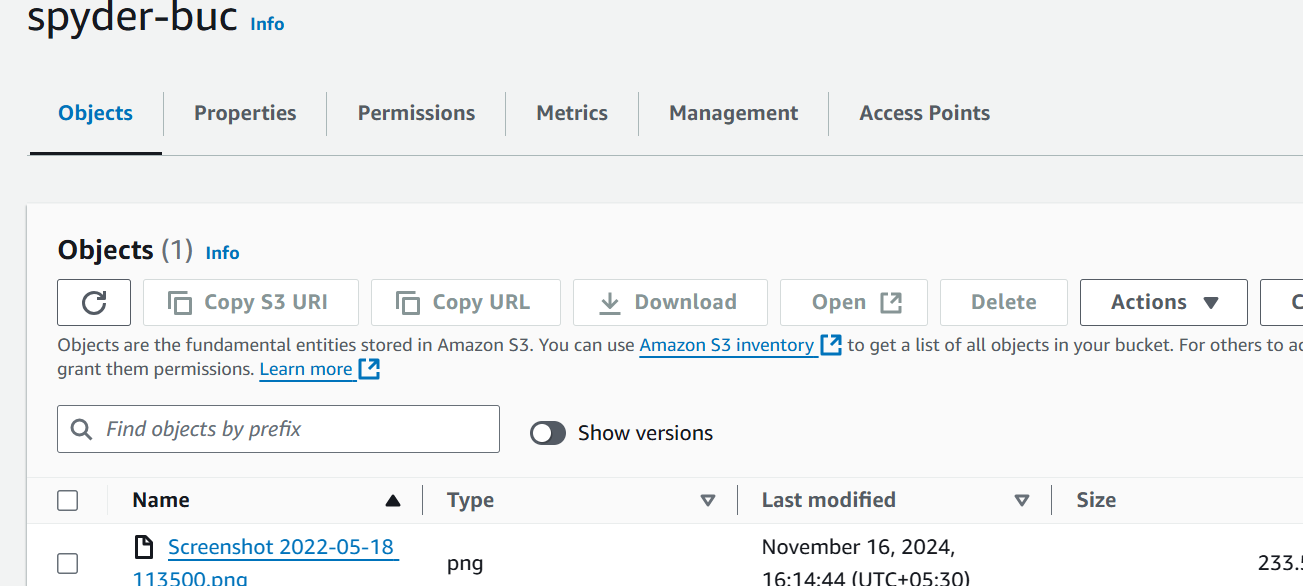 spyder-buc Info
Objects Properties Permissions Metrics Management Access Points
Objects (1) Info
Copy S3 URI Copy URL Download Open Delete Actions
Objects are the fundamental entities stored in Amazon S3. You can use Amazon S3 inventory to get a list of all objects in your bucket. For others to
grant them permissions. Learn more
Find objects by prefix Show versions
Name Type Last modified Size
Screenshot 2022-05-18 November 16, 2024,
png
113500.png 16:14:44 (UTC+05:30)